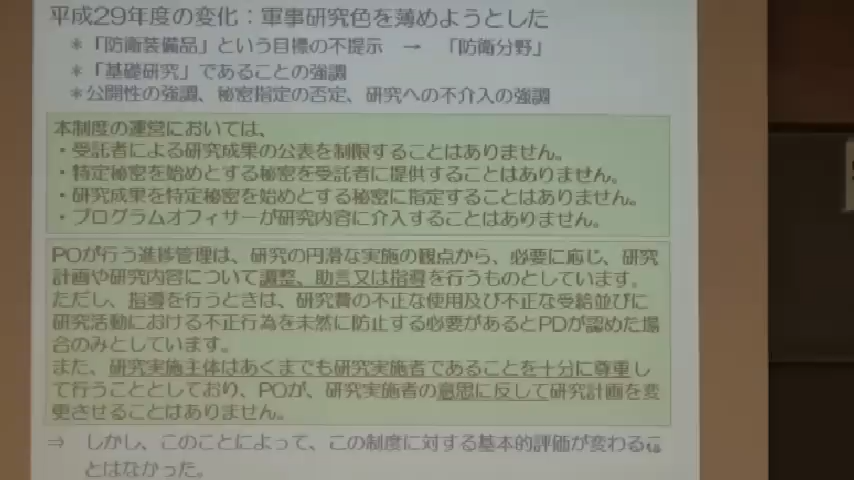 平成29年度の変化：軍事研究色を薄めようとした
＊「防衛装備品」という目標の不提示　→　「防衛分野」
＊「基礎研究」であることの強調
＊公開性の強調、秘密指定の否定、研究への不介入の強調
本制度の運営においては、
・受託者による研究成果の公表を制限することはありません。
・特定秘密を始めとする秘密を受託者に提供することはありません。
・研究成果を特定秘密を始めとする秘密に指定することはありません。
・プログラムオフィサーが研究内容に介入することはありません。
POが行う進捗管理は、研究の円滑な実施の観点から、必要に応じ、研究
計画や研究内容について調整、助言又は指導を行うものとしています。
ただし、指導を行うときは、研究費の不正な使用及び不正な受給並びに
研究活動における不正行為を未然に防止する必要があるとPDが認めた場
合のみとしています。
また、研究実施主体はあくまでも研究実施者であることを十分に尊重し
て行うこととしており、POが、研究実施者の意思に反して研究計画を変
更させることはありません。
⇒　しかし、このことによって、この制度に対する基本的評価が変わるこ
とはなかった。